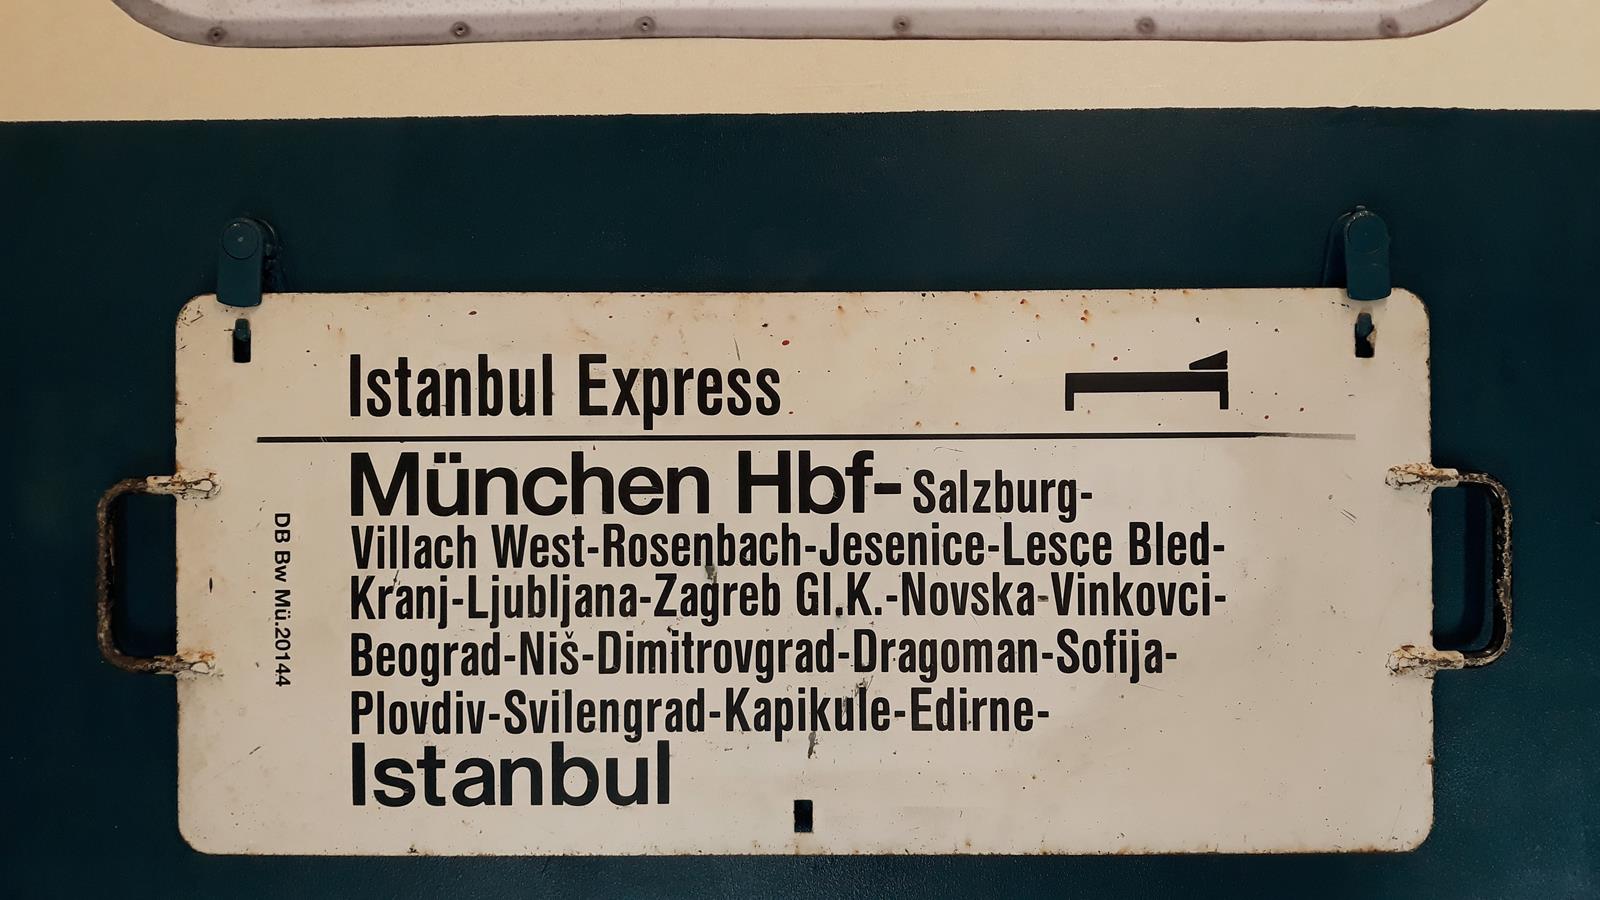 Istanbul Express
München Hbf-Salzburg-
Villach West-Rosenbach-Jesenice-Lesce Bled-
Kranj-Ljubljana-Zagreb Gl.K.-Novska-Vinkovci-
Beograd-Niš-Dimitrovgrad-Dragoman-Sofija-
Plovdiv-Svilengrad-Kapikule-Edirne-
Istanbul
DB Bw Mü.20144